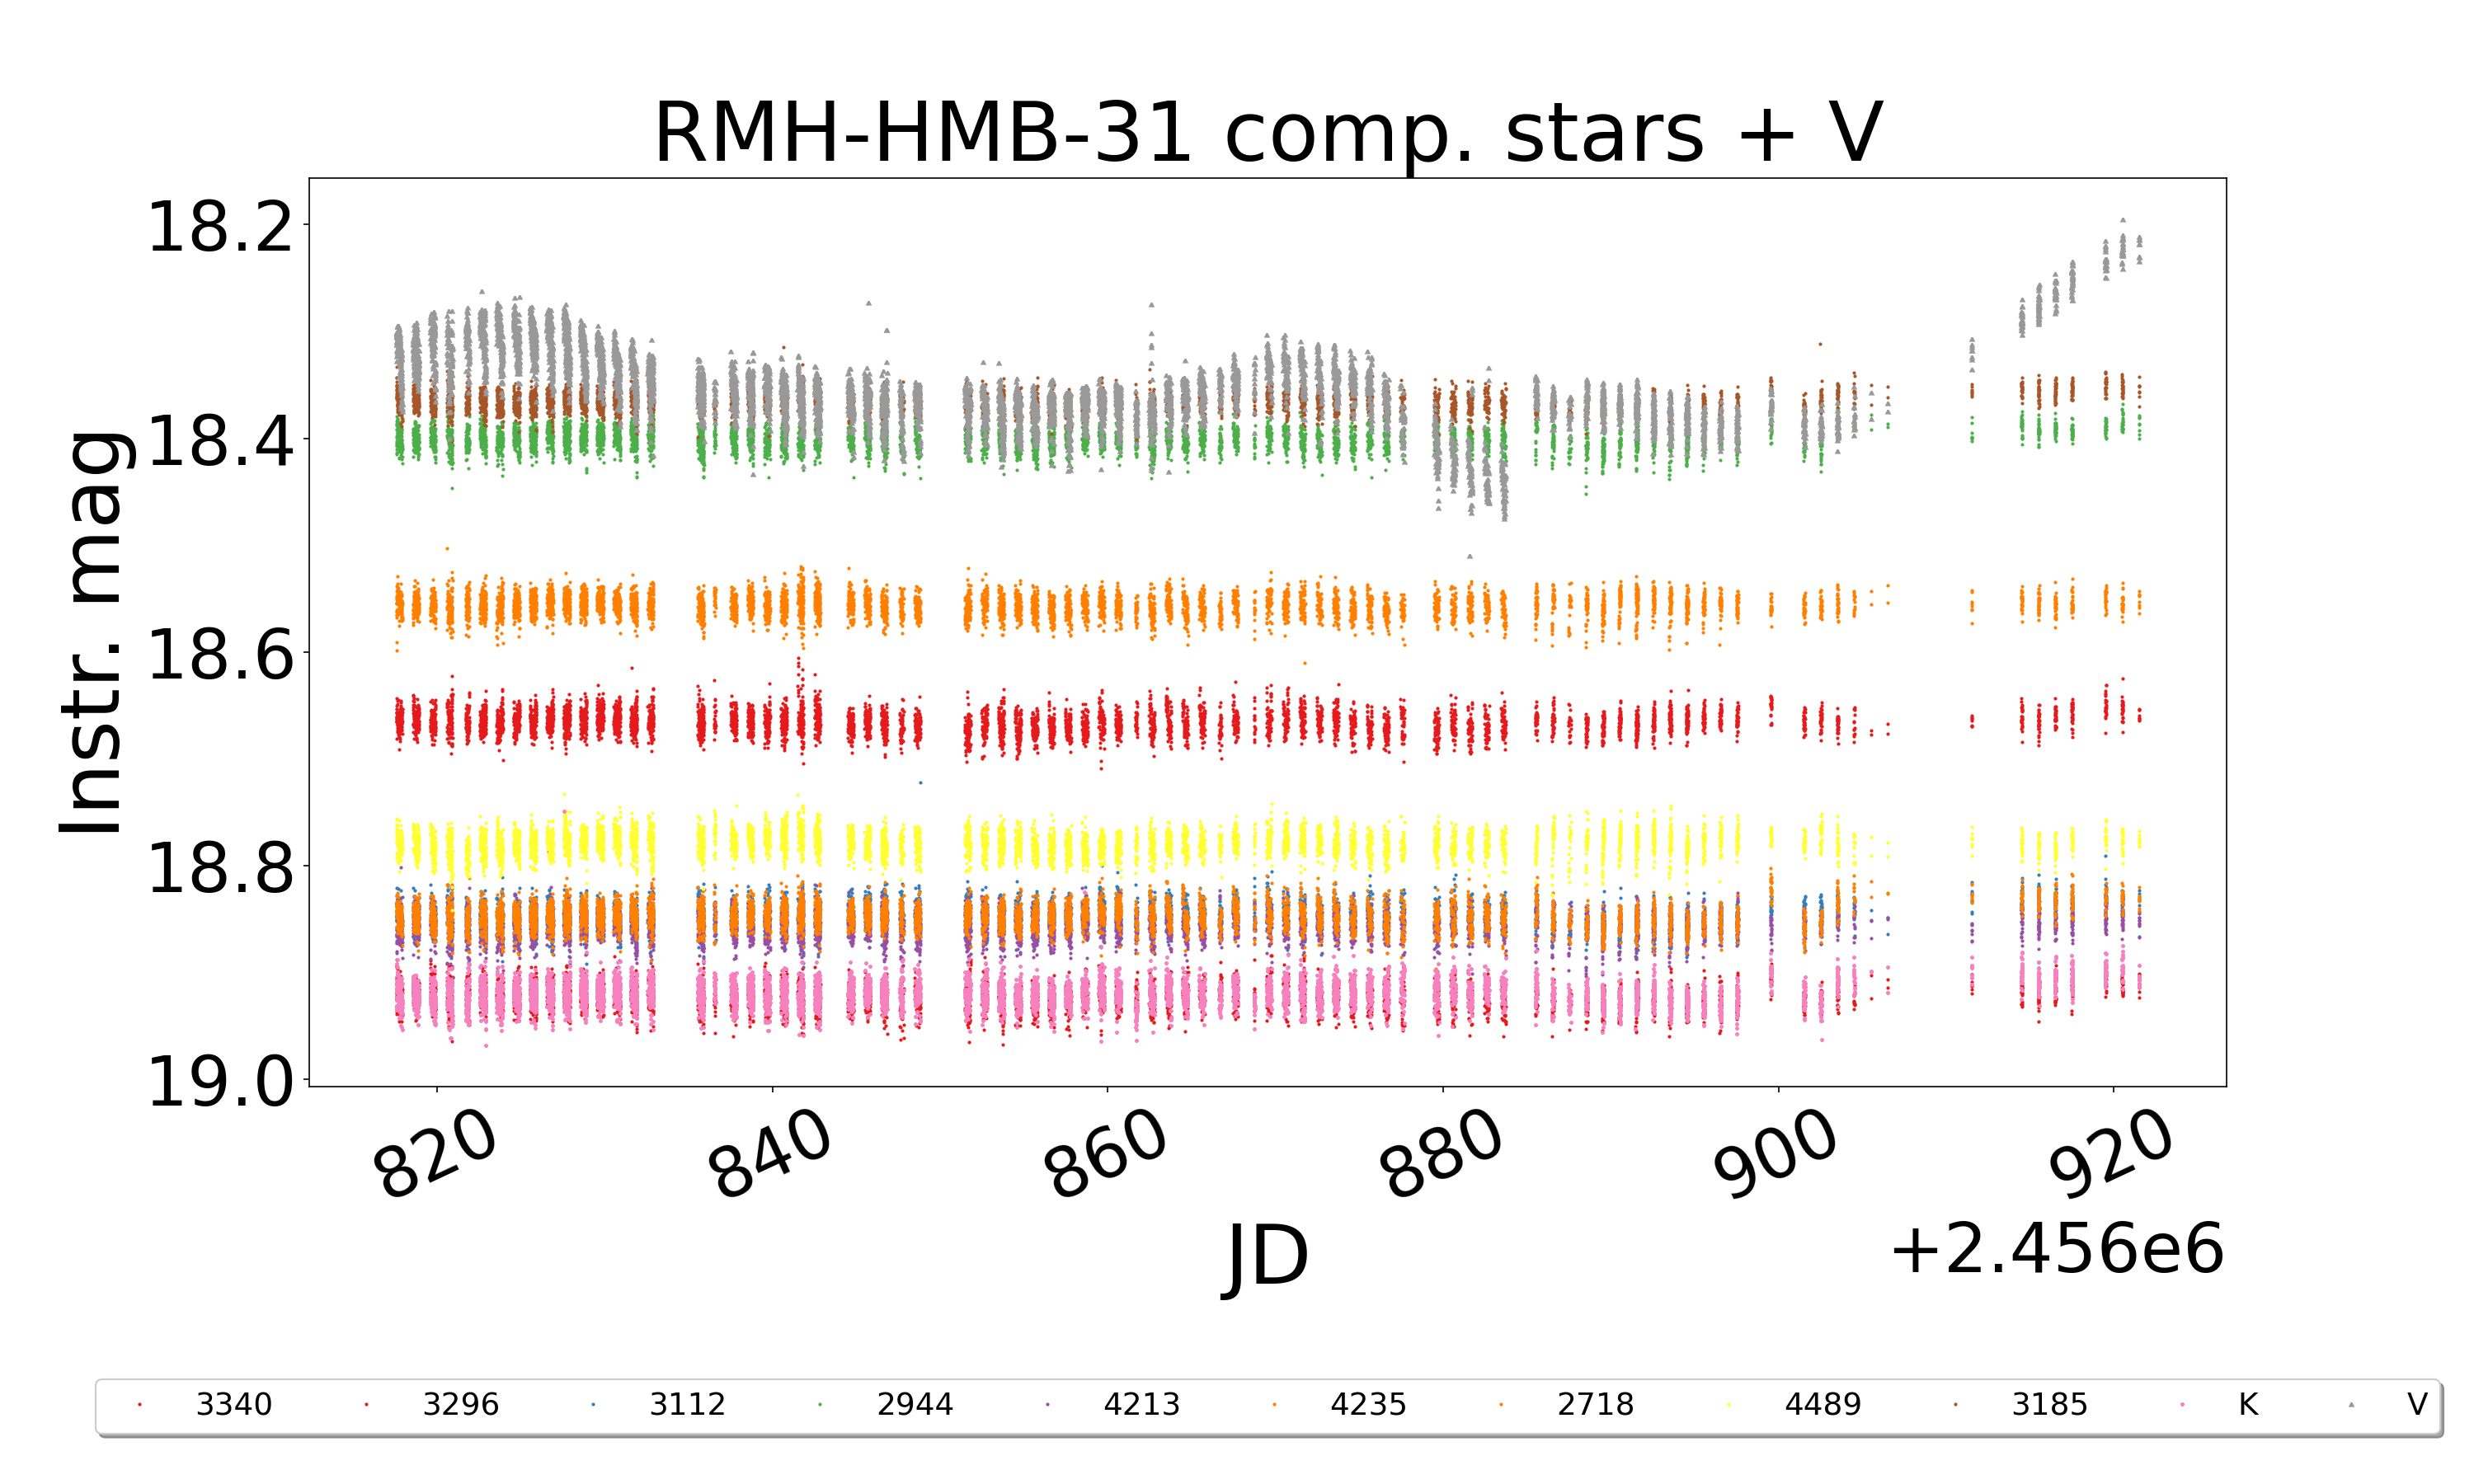 RMH-HMB-31 comp. stars + V
Instr. mag
18.2
18.4
18.6
18.8
19.0
820 840 860 880 900 920
JD
+2.456e6
3340 3296 3112 2944 4213 4235 2718 4489 3185 K V